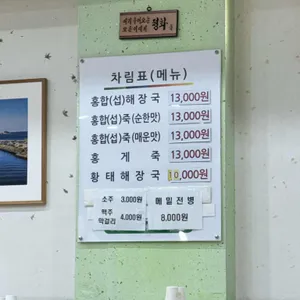 평화
차림표(메뉴)
홍합(섭)해장국 13,000원
홍합(섭)죽(순한맛) 13,000원
홍합(섭)죽(매운맛) 13,000원
홍게죽 13,000원
황태해장국 10,000원
소주 3,000원
맥주
막걸리 4,000원
메밀전병
8,000원